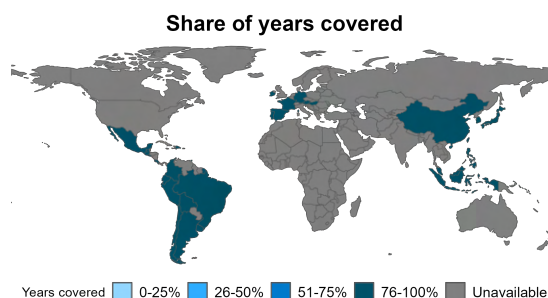 Share of years covered
Years covered 0-25% 26-50% 51-75% 76-100% Unavailable